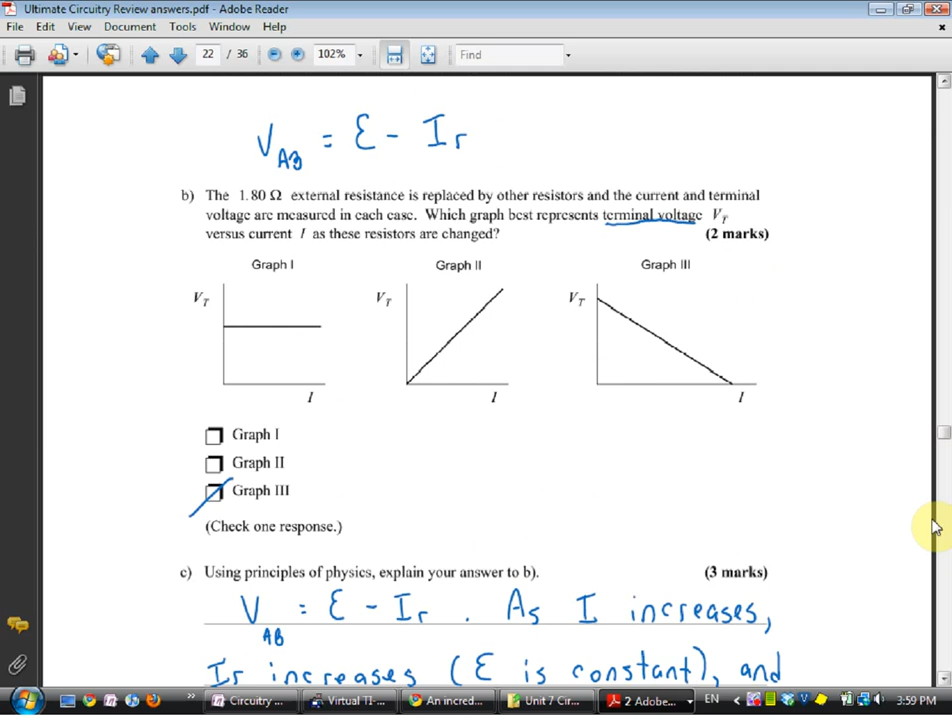 Ultimate Circuitry Review answers.pdf - Adobe Reader
File Edit View Document Tools Window Help
22 / 36 102% Find
V_AB = ℰ - Ir
b) The 1.80 Ω external resistance is replaced by other resistors and the current and terminal
voltage are measured in each case. Which graph best represents terminal voltage V_T
versus current I as these resistors are changed? (2 marks)
Graph I Graph II Graph III
V_T V_T V_T
I I I
Graph I
Graph II
Graph III
(Check one response.)
c) Using principles of physics, explain your answer to b). (3 marks)
V_AB = ℰ - Ir . As I increases,
Ir increases (ℰ is constant), and
Circuitry ... Virtual TI-... An incred... Unit 7 Cir... 2 Adobe... EN 3:59 PM